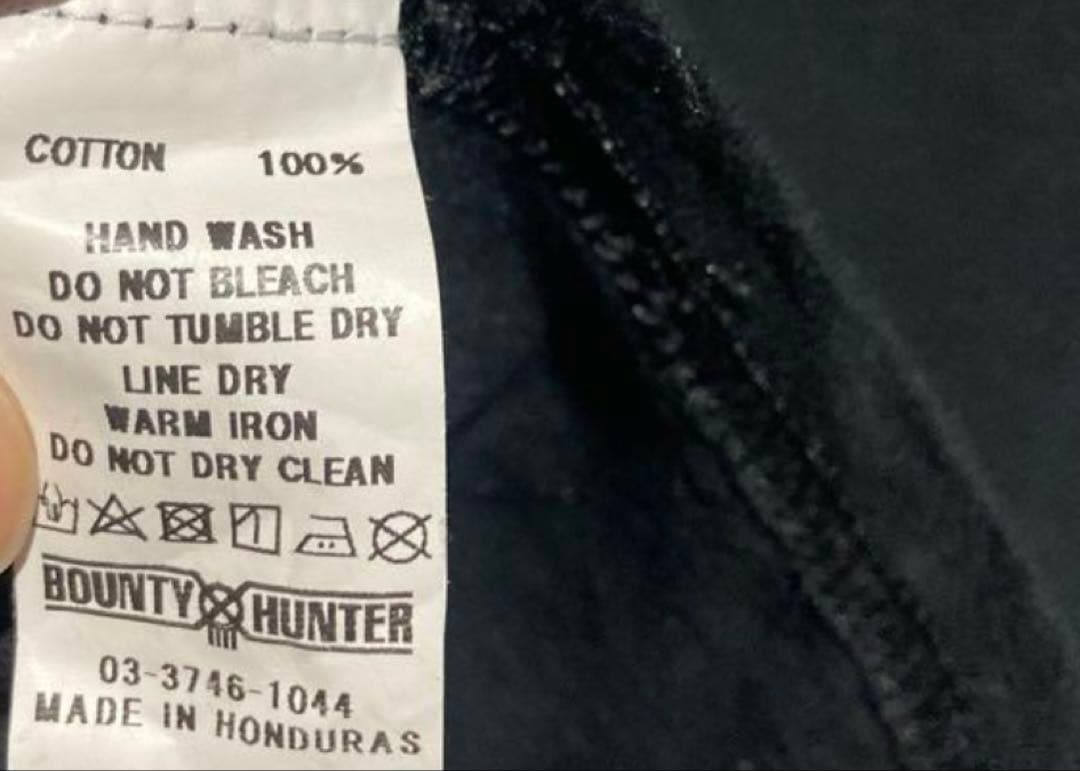 COTTON 100%
HAND WASH
DO NOT BLEACH
DO NOT TUMBLE DRY
LINE DRY
WARM IRON
DO NOT DRY CLEAN
BOUNTY HUNTER
03-3746-1044
MADE IN HONDURAS